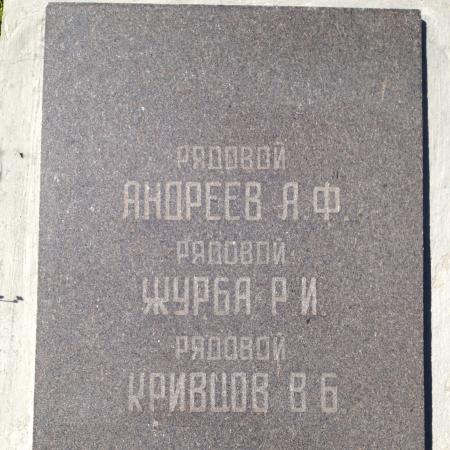 РЯДОВОЙ
АНДРЕЕВ А.Ф.
РЯДОВОЙ
ЖУРБА Р.И.
РЯДОВОЙ
КРИВЦОВ В Б